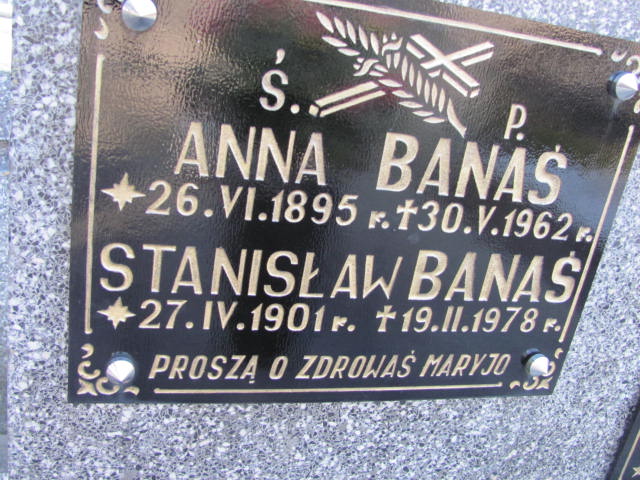 Ś. P.
ANNA BANAŚ
*26.VI.1895 r. †30.V.1962 r.
STANISŁAW BANAŚ
*27.IV.1901 r. †19.II.1978 r.
PROSZĄ O ZDROWAŚ MARYJO